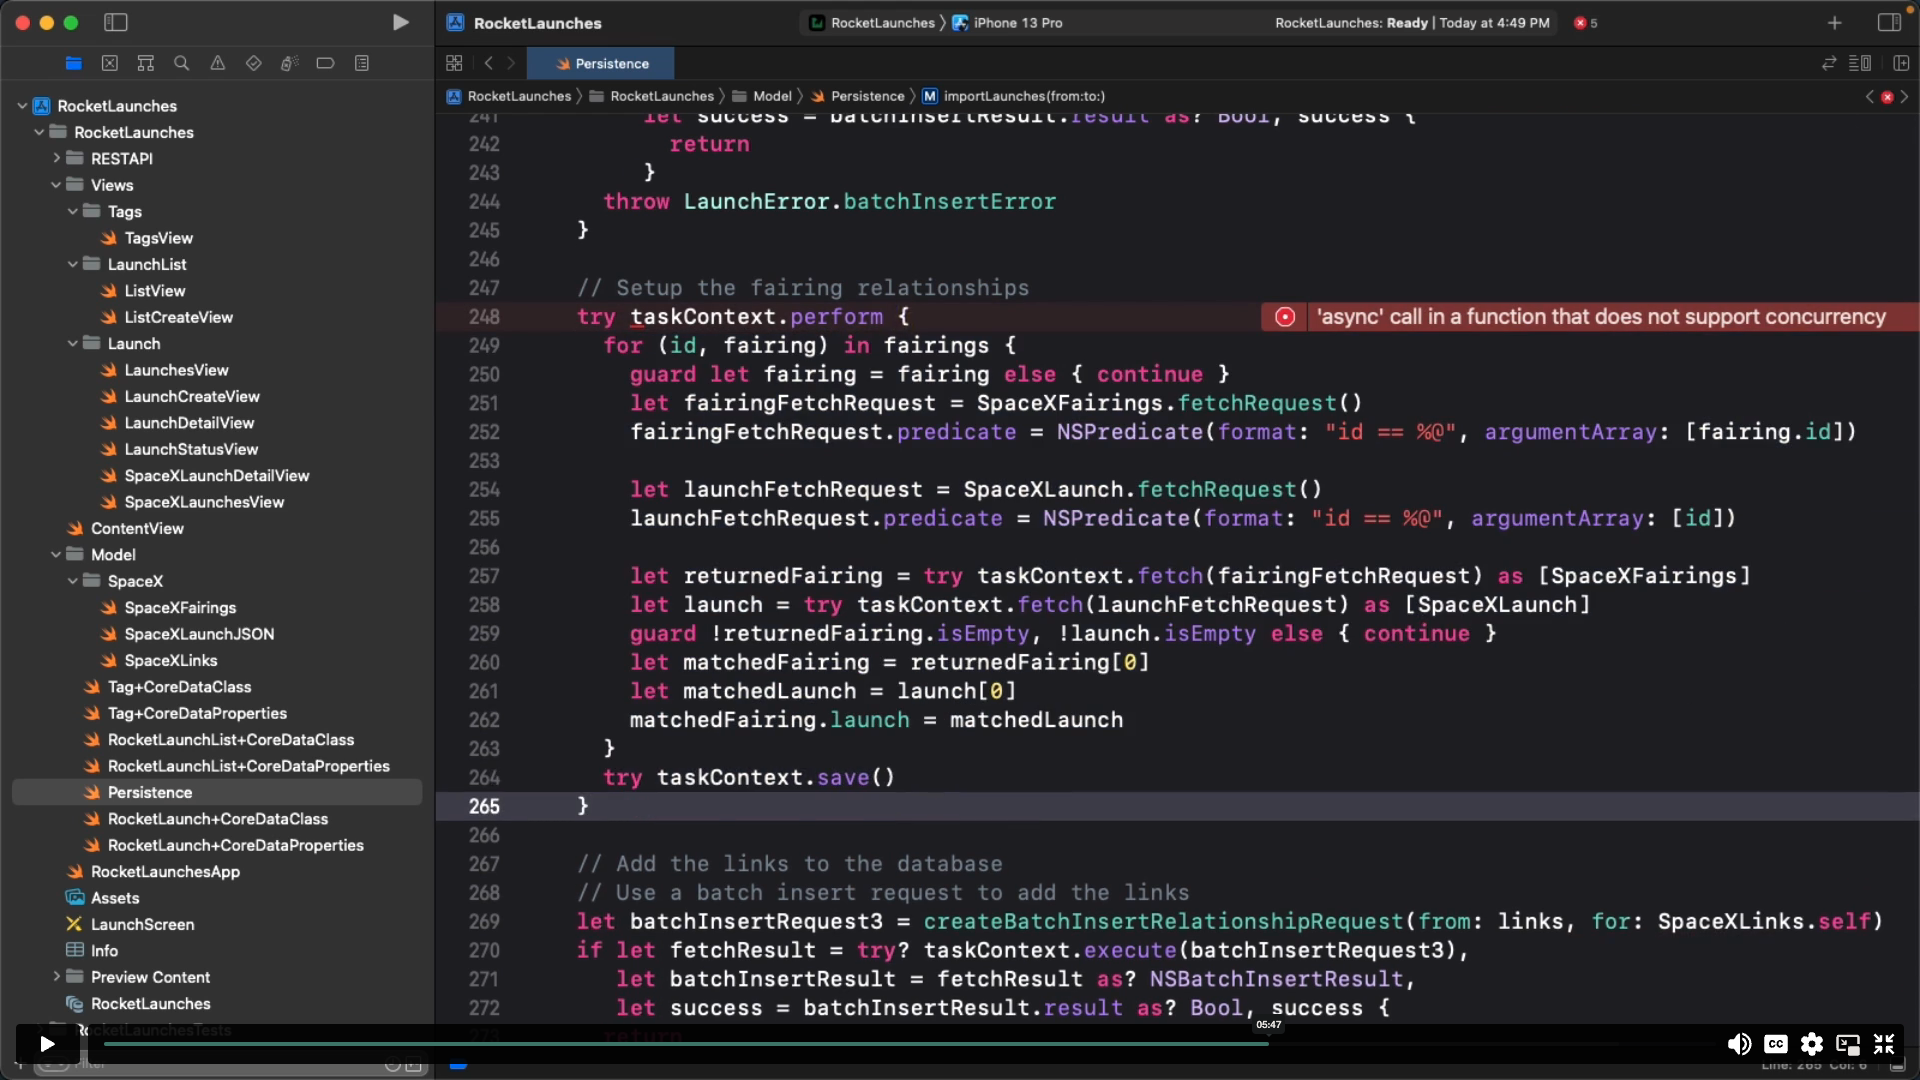 RocketLaunches
RocketLaunches
iPhone 13 Pro
RocketLaunches: Ready | Today at 4:49 PM
5
Persistence
RocketLaunches
RocketLaunches
Model
Persistence
M
importLaunches(from:to:)
RocketLaunches
RocketLaunches
RESTAPI
Views
Tags
TagsView
LaunchList
ListView
ListCreateView
Launch
LaunchesView
LaunchCreateView
LaunchDetailView
LaunchStatusView
SpaceXLaunchDetailView
SpaceXLaunchesView
ContentView
Model
SpaceX
SpaceXFairings
SpaceXLaunchJSON
SpaceXLinks
Tag+CoreDataClass
Tag+CoreDataProperties
RocketLaunchList+CoreDataClass
RocketLaunchList+CoreDataProperties
Persistence
RocketLaunch+CoreDataClass
RocketLaunch+CoreDataProperties
RocketLaunchesApp
Assets
LaunchScreen
Info
Preview Content
RocketLaunches
RocketLaunchesTests
Filter
241 let success = batchInsertResult.result as? Bool, success {
242 return
243 }
244 throw LaunchError.batchInsertError
245 }
246
247 // Setup the fairing relationships
248 try taskContext.perform {
'async' call in a function that does not support concurrency
249 for (id, fairing) in fairings {
250 guard let fairing = fairing else { continue }
251 let fairingFetchRequest = SpaceXFairings.fetchRequest()
252 fairingFetchRequest.predicate = NSPredicate(format: "id == %@", argumentArray: [fairing.id])
253
254 let launchFetchRequest = SpaceXLaunch.fetchRequest()
255 launchFetchRequest.predicate = NSPredicate(format: "id == %@", argumentArray: [id])
256
257 let returnedFairing = try taskContext.fetch(fairingFetchRequest) as [SpaceXFairings]
258 let launch = try taskContext.fetch(launchFetchRequest) as [SpaceXLaunch]
259 guard !returnedFairing.isEmpty, !launch.isEmpty else { continue }
260 let matchedFairing = returnedFairing[0]
261 let matchedLaunch = launch[0]
262 matchedFairing.launch = matchedLaunch
263 }
264 try taskContext.save()
265 }
266
267 // Add the links to the database
268 // Use a batch insert request to add the links
269 let batchInsertRequest3 = createBatchInsertRelationshipRequest(from: links, for: SpaceXLinks.self)
270 if let fetchResult = try? taskContext.execute(batchInsertRequest3),
271 let batchInsertResult = fetchResult as? NSBatchInsertResult,
272 let success = batchInsertResult.result as? Bool, success {
273 return
05:47
CC
Line: 265 Col: 6